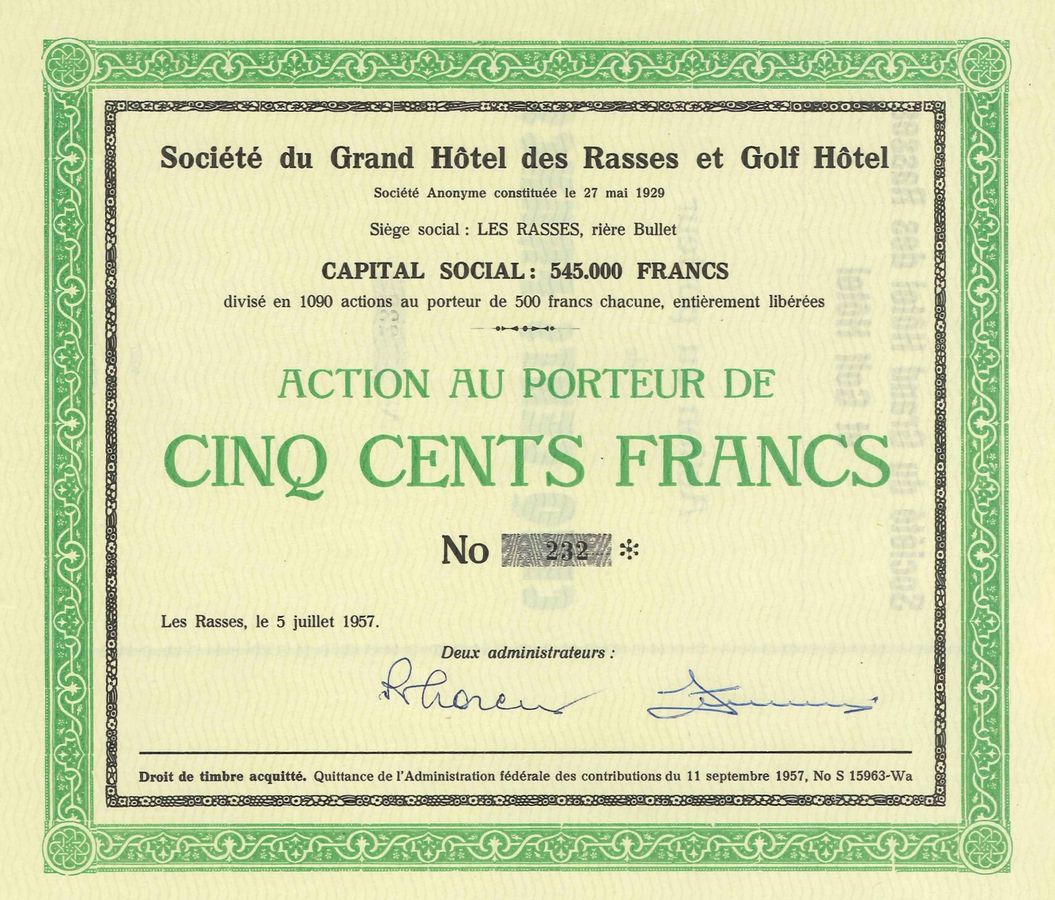 Société du Grand Hôtel des Rasses et Golf Hôtel
Société Anonyme constituée le 27 mai 1929
Siège social : LES RASSES, rière Bullet
CAPITAL SOCIAL : 545.000 FRANCS
divisé en 1090 actions au porteur de 500 francs chacune, entièrement libérées
ACTION AU PORTEUR DE
CINQ CENTS FRANCS
No 232 *
Les Rasses, le 5 juillet 1957.
Deux administrateurs :
Droit de timbre acquitté. Quittance de l'Administration fédérale des contributions du 11 septembre 1957, No S 15963-Wa